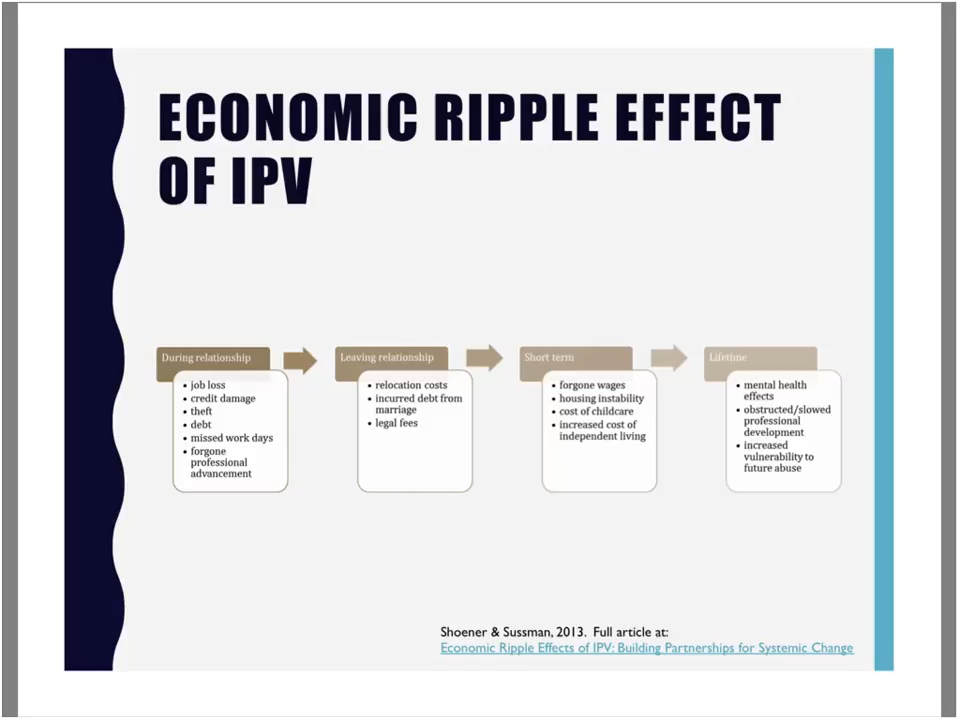 ECONOMIC RIPPLE EFFECT
OF IPV
During relationship
• job loss
• credit damage
• theft
• debt
• missed work days
• forgone
professional
advancement
Leaving relationship
• relocation costs
• incurred debt from
marriage
• legal fees
Short term
• forgone wages
• housing instability
• cost of childcare
• increased cost of
independent living
Lifetime
• mental health
effects
• obstructed/slowed
professional
development
• increased
vulnerability to
future abuse
Shoener & Sussman, 2013.  Full article at:
Economic Ripple Effects of IPV: Building Partnerships for Systemic Change